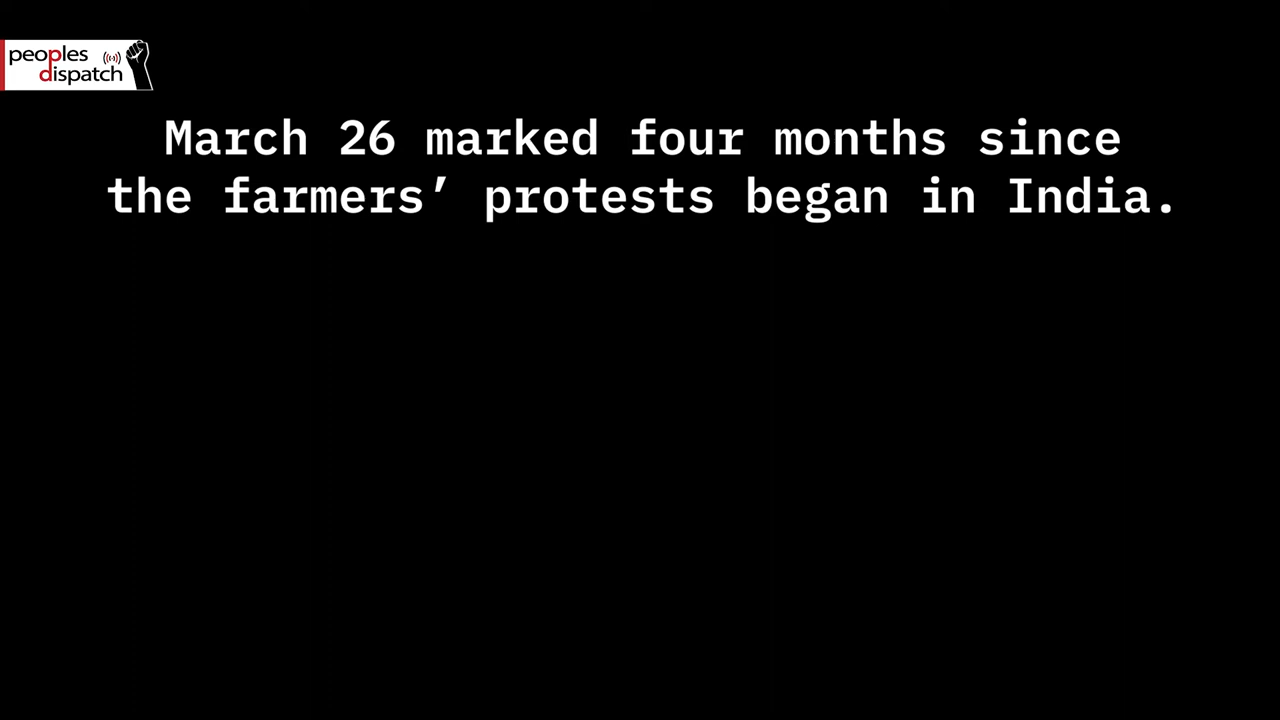 peoples
dispatch
March 26 marked four months since
the farmers’ protests began in India.